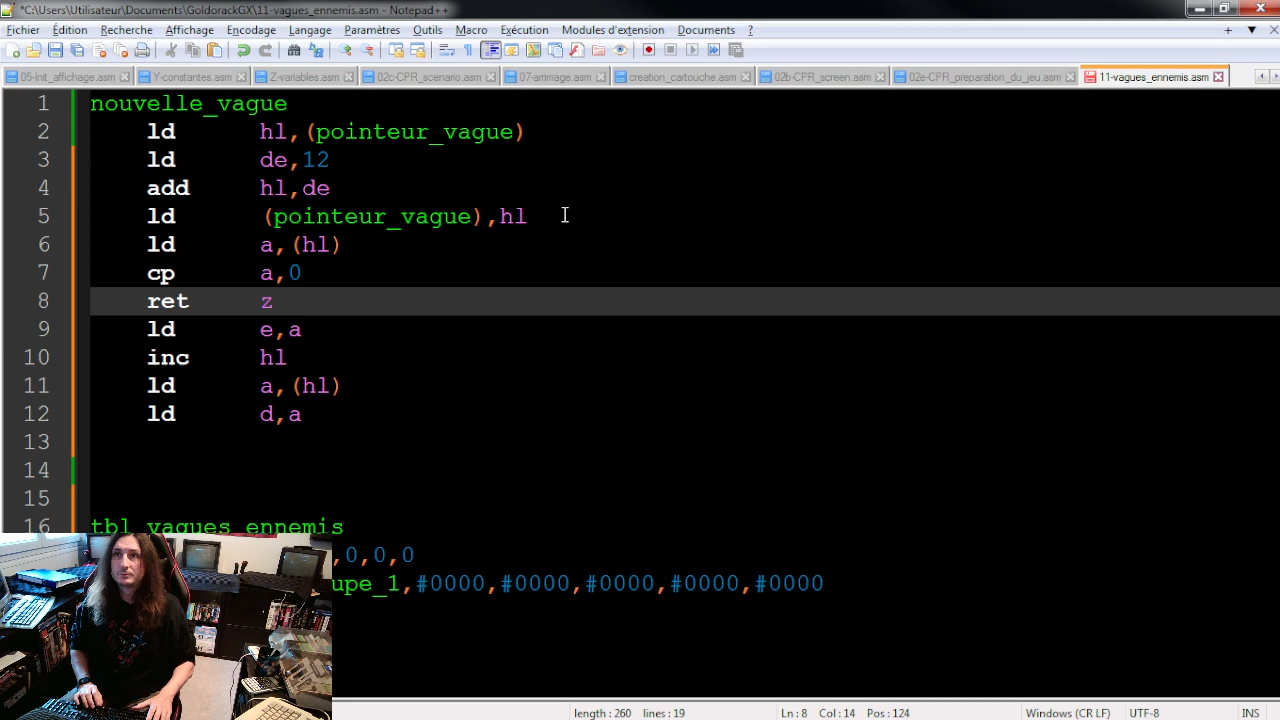 *C:\Users\Utilisateur\Documents\GoldorackGX\11-vagues_ennemis.asm - Notepad++
Fichier Édition Recherche Affichage Encodage Langage Paramètres Outils Macro Exécution Modules d'extension Documents ?
05-Init_affichage.asm Y-constantes.asm Z-variables.asm 02c-CPR_scenario.asm 07-armage.asm creation_cartouche.asm 02b-CPR_screen.asm 02e-CPR_preparation_du_jeu.asm 11-vagues_ennemis.asm
1 nouvelle_vague
2 ld hl,(pointeur_vague)
3 ld de,12
4 add hl,de
5 ld (pointeur_vague),hl
6 ld a,(hl)
7 cp a,0
8 ret z
9 ld e,a
10 inc hl
11 ld a,(hl)
12 ld d,a
13
14
15
16 tbl_vagues_ennemis
,0,0,0
upe_1,#0000,#0000,#0000,#0000,#0000
length : 260 lines : 19 Ln : 8 Col : 14 Pos : 124 Windows (CR LF) UTF-8 INS